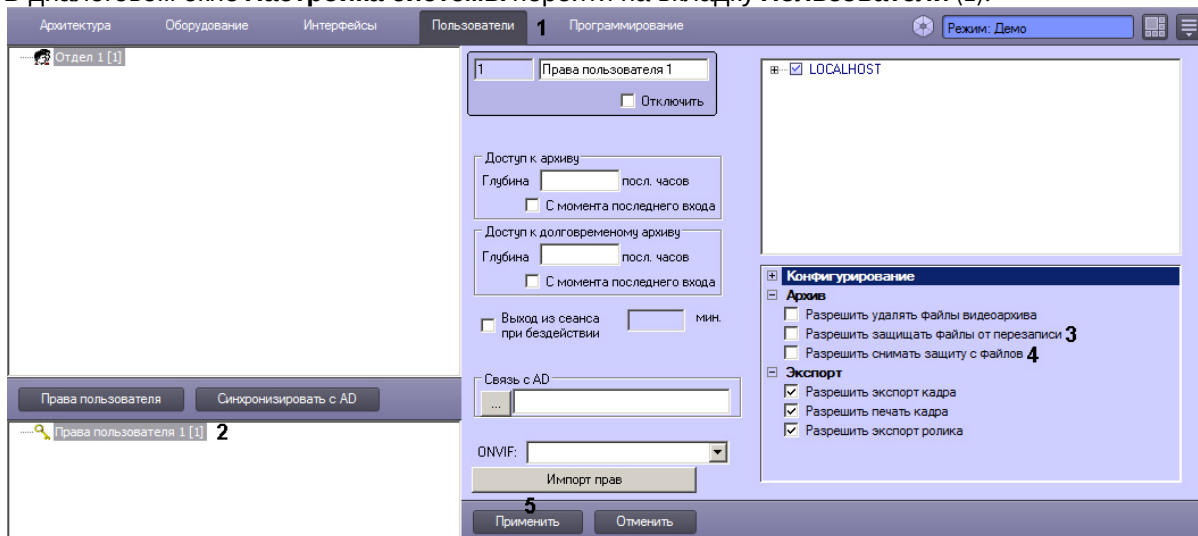 Архитектура Оборудование Интерфейсы Пользователи 1 Программирование Режим: Демо
Отдел 1 [1]
Права пользователя Синхронизировать с AD
Права пользователя 1 [1] 2
1 Права пользователя 1
Отключить
Доступ к архиву
Глубина посл. часов
С момента последнего входа
Доступ к долговременому архиву
Глубина посл. часов
С момента последнего входа
Выход из сеанса мин.
при бездействии
Связь с AD
...
ONVIF:
Импорт прав
5
Применить Отменить
LOCALHOST
Конфигурирование
Архив
Разрешить удалять файлы видеоархива
Разрешить защищать файлы от перезаписи 3
Разрешить снимать защиту с файлов 4
Экспорт
Разрешить экспорт кадра
Разрешить печать кадра
Разрешить экспорт ролика